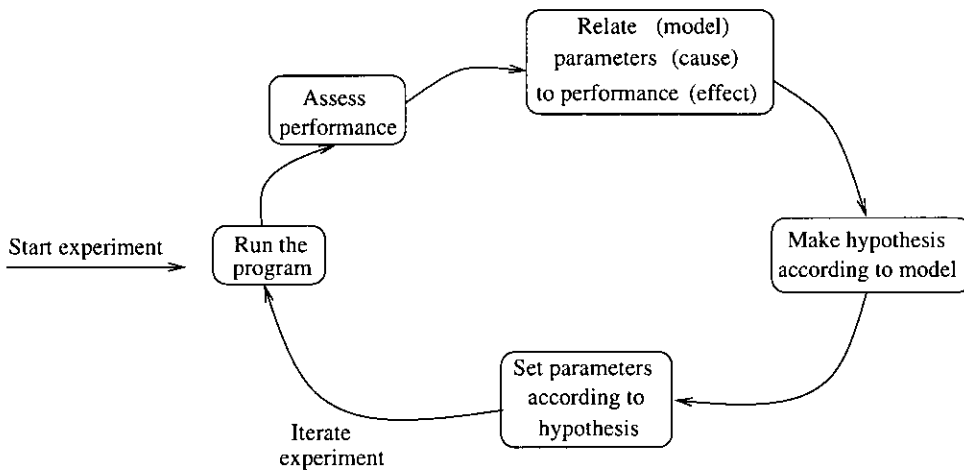 Relate (model)
parameters (cause)
to performance (effect)
Assess
performance
Start experiment
Run the
program
Make hypothesis
according to model
Set parameters
according to
hypothesis
Iterate
experiment